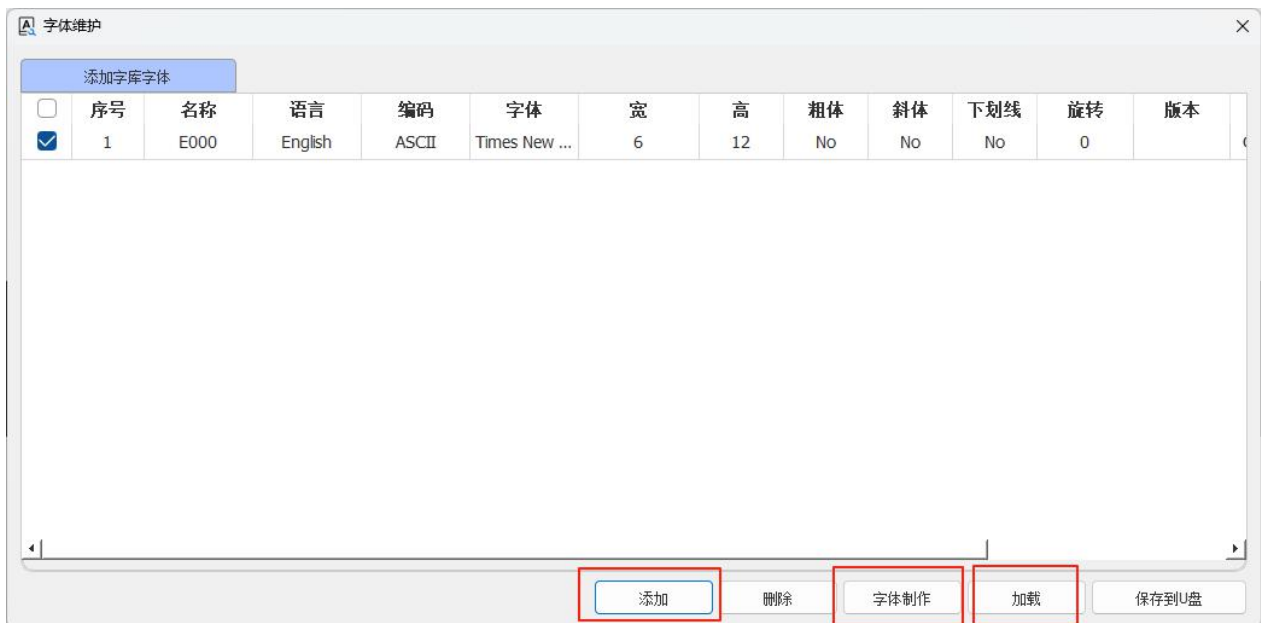 字体维护
添加字库字体
序号 名称 语言 编码 字体 宽 高 粗体 斜体 下划线 旋转 版本
1 E000 English ASCII Times New ... 6 12 No No No 0
添加 删除 字体制作 加载 保存到U盘